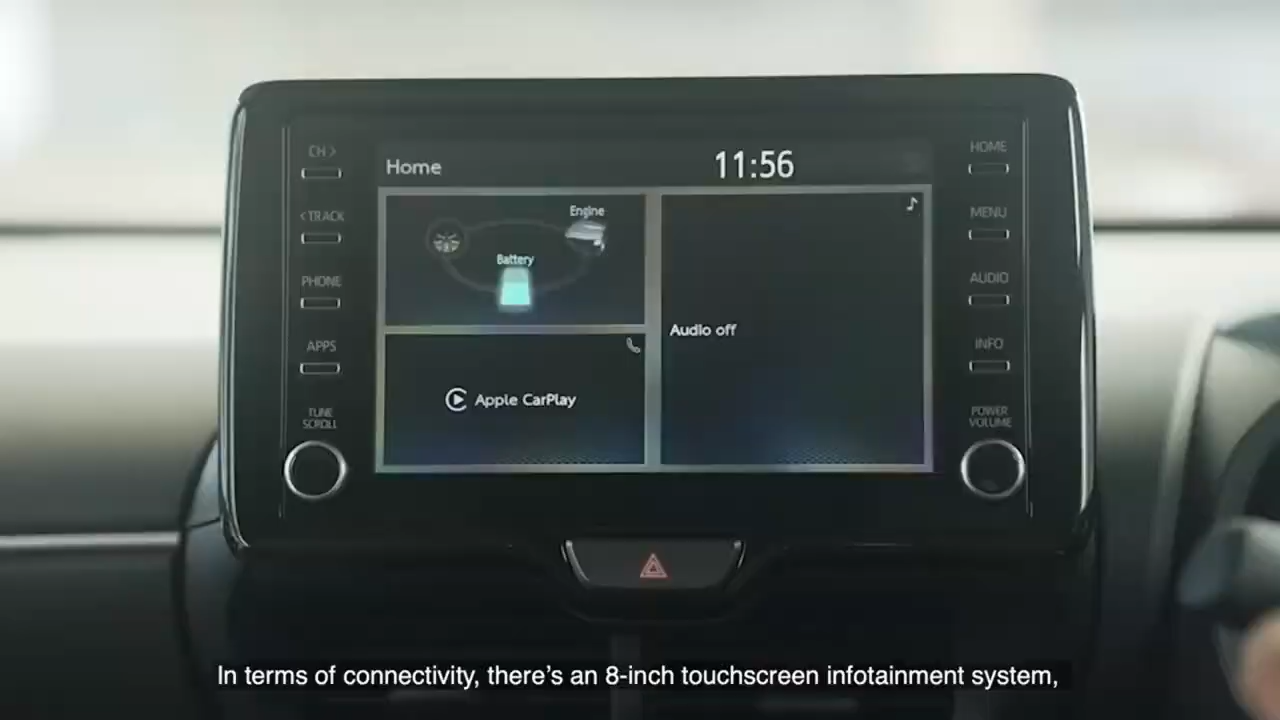 CH >
< TRACK
PHONE
APPS
TUNE
SCROLL
Home
11:56
Engine
Battery
Apple CarPlay
Audio off
HOME
MENU
AUDIO
INFO
POWER
VOLUME
In terms of connectivity, there's an 8-inch touchscreen infotainment system,